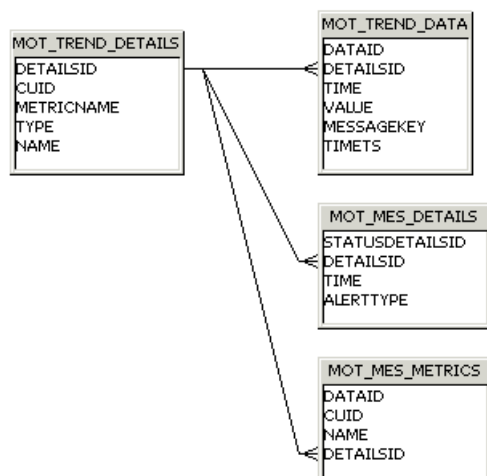 MOT_TREND_DETAILS
DETAILSID
CUID
METRICNAME
TYPE
NAME
MOT_TREND_DATA
DATAID
DETAILSID
TIME
VALUE
MESSAGEKEY
TIMETS
MOT_MES_DETAILS
STATUSDETAILSID
DETAILSID
TIME
ALERTTYPE
MOT_MES_METRICS
DATAID
CUID
NAME
DETAILSID